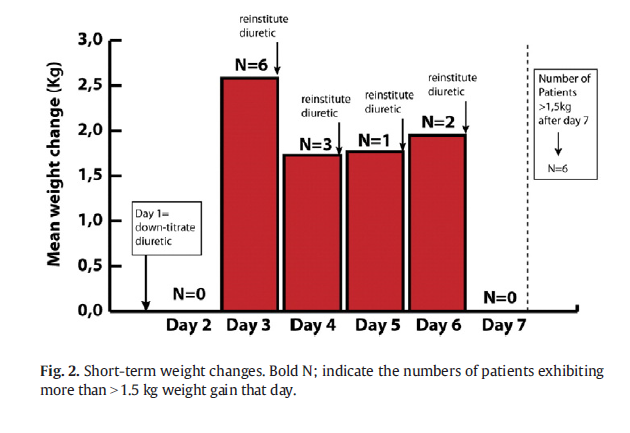 reinstitute
diuretic
3,0
N=6
reinstitute
diuretic
Number of
Patients
>1,5kg
after day 7
N=6
2,5
reinstitute
diuretic
reinstitute
diuretic
2,0
N=2
N=3
N=1
1,5
Mean weight change (Kg)
Day 1=
down-titrate
diuretic
1,0
0,5
N=0
N=0
0,0
Day 2 Day 3 Day 4 Day 5 Day 6 Day 7
Fig. 2. Short-term weight changes. Bold N; indicate the numbers of patients exhibiting
more than > 1.5 kg weight gain that day.